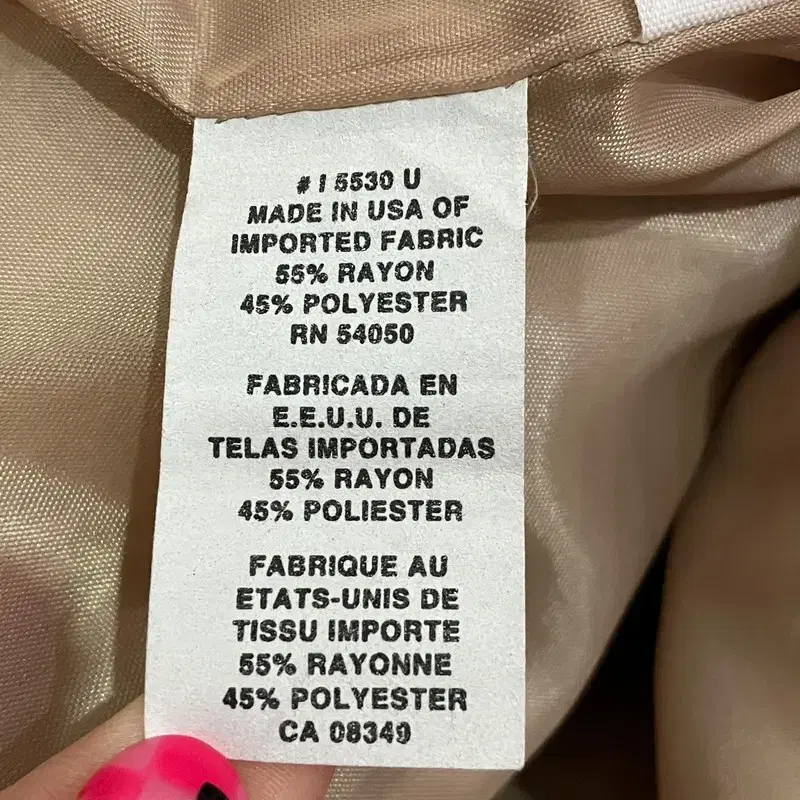 # I 5530 U
MADE IN USA OF
IMPORTED FABRIC
55% RAYON
45% POLYESTER
RN 54050
FABRICADA EN
E.E.U.U. DE
TELAS IMPORTADAS
55% RAYON
45% POLIESTER
FABRIQUE AU
ETATS-UNIS DE
TISSU IMPORTE
55% RAYONNE
45% POLYESTER
CA 08349